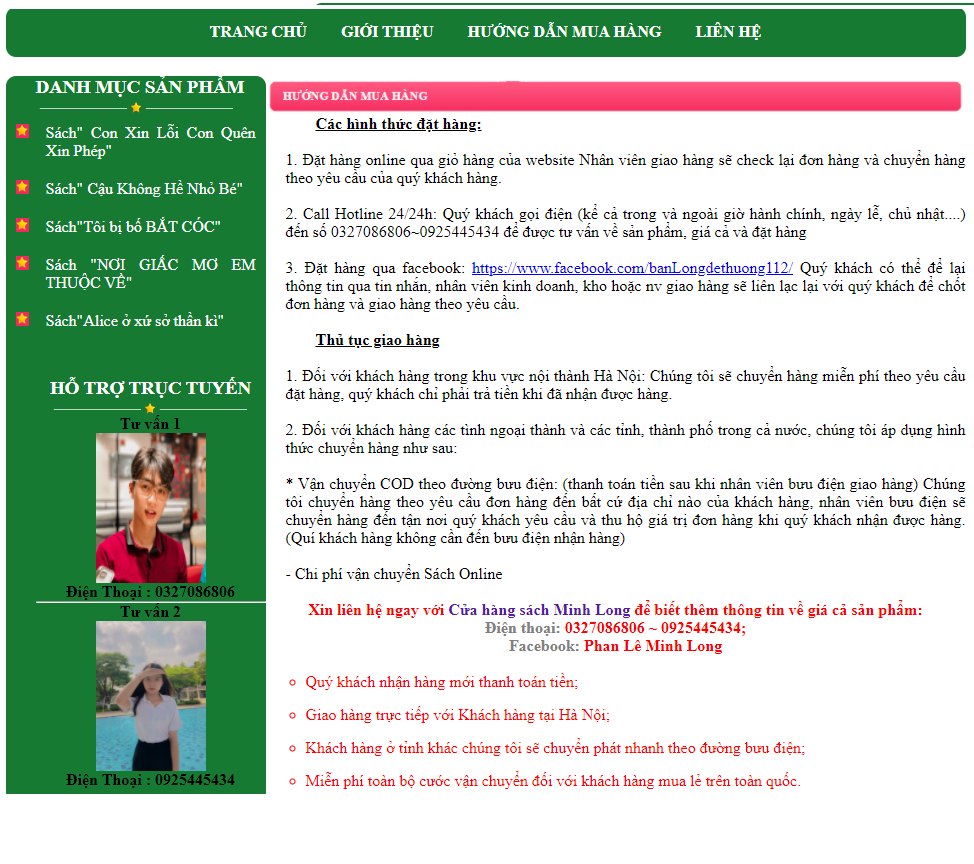 TRANG CHỦ GIỚI THIỆU HƯỚNG DẪN MUA HÀNG LIÊN HỆ
DANH MỤC SẢN PHẨM
Sách" Con Xin Lỗi Con Quên
Xin Phép"
Sách" Cậu Không Hề Nhỏ Bé"
Sách"Tôi bị bố BẮT CÓC"
Sách "NƠI GIẤC MƠ EM
THUỘC VỀ"
Sách"Alice ở xứ sở thần kì"
HỖ TRỢ TRỰC TUYẾN
Tư vấn 1
Điện Thoại : 0327086806
Tư vấn 2
Điện Thoại : 0925445434
HƯỚNG DẪN MUA HÀNG
Các hình thức đặt hàng:
1. Đặt hàng online qua giỏ hàng của website Nhân viên giao hàng sẽ check lại đơn hàng và chuyển hàng
theo yêu cầu của quý khách hàng.
2. Call Hotline 24/24h: Quý khách gọi điện (kể cả trong và ngoài giờ hành chính, ngày lễ, chủ nhật....)
đến số 0327086806~0925445434 để được tư vấn về sản phẩm, giá cả và đặt hàng
3. Đặt hàng qua facebook: https://www.facebook.com/banLongdethuong112/ Quý khách có thể để lại
thông tin qua tin nhắn, nhân viên kinh doanh, kho hoặc nv giao hàng sẽ liên lạc lại với quý khách để chốt
đơn hàng và giao hàng theo yêu cầu.
Thủ tục giao hàng
1. Đối với khách hàng trong khu vực nội thành Hà Nội: Chúng tôi sẽ chuyển hàng miễn phí theo yêu cầu
đặt hàng, quý khách chỉ phải trả tiền khi đã nhận được hàng.
2. Đối với khách hàng các tình ngoại thành và các tỉnh, thành phố trong cả nước, chúng tôi áp dụng hình
thức chuyển hàng như sau:
* Vận chuyển COD theo đường bưu điện: (thanh toán tiền sau khi nhân viên bưu điện giao hàng) Chúng
tôi chuyển hàng theo yêu cầu đơn hàng đến bất cứ địa chỉ nào của khách hàng, nhân viên bưu điện sẽ
chuyển hàng đến tận nơi quý khách yêu cầu và thu hộ giá trị đơn hàng khi quý khách nhận được hàng.
(Quí khách hàng không cần đến bưu điện nhận hàng)
- Chi phí vận chuyển Sách Online
Xin liên hệ ngay với Cửa hàng sách Minh Long để biết thêm thông tin về giá cả sản phẩm:
Điện thoại: 0327086806 ~ 0925445434;
Facebook: Phan Lê Minh Long
Quý khách nhận hàng mới thanh toán tiền;
Giao hàng trực tiếp với Khách hàng tại Hà Nội;
Khách hàng ở tỉnh khác chúng tôi sẽ chuyển phát nhanh theo đường bưu điện;
Miễn phí toàn bộ cước vận chuyển đối với khách hàng mua lẻ trên toàn quốc.